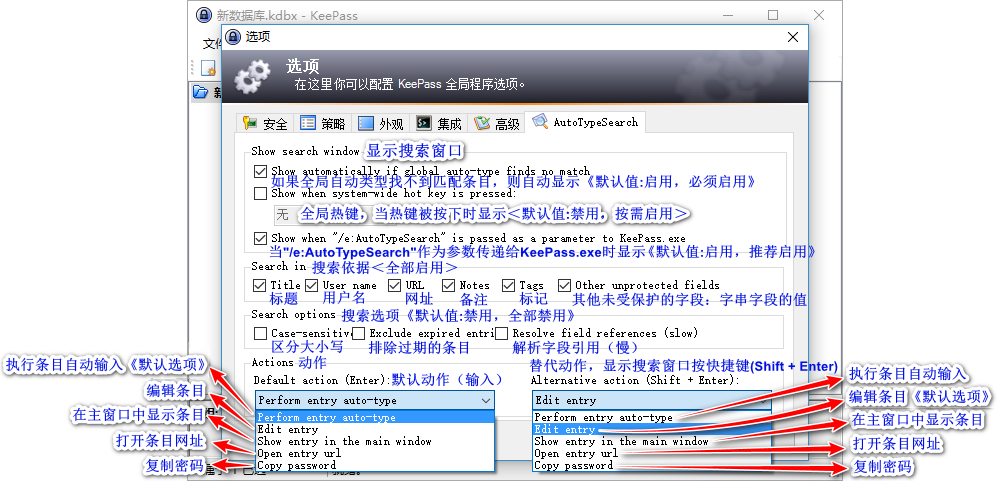 新数据库.kdbx - KeePass
选项
选项
在这里你可以配置 KeePass 全局程序选项。
安全 策略 外观 集成 高级 AutoTypeSearch
Show search window 显示搜索窗口
Show automatically if global auto-type finds no match
如果全局自动类型找不到匹配条目，则自动显示《默认值:启用，必须启用》
Show when system-wide hot key is pressed:
无 全局热键，当热键被按下时显示＜默认值:禁用，按需启用＞
Show when "/e:AutoTypeSearch" is passed as a parameter to KeePass.exe
当"/e:AutoTypeSearch"作为参数传递给KeePass.exe时显示《默认值:启用，推荐启用》
Search in 搜索依据＜全部启用＞
Title User name URL Notes Tags Other unprotected fields
标题 用户名 网址 备注 标记 其他未受保护的字段：字串字段的值
Search options 搜索选项《默认值:禁用，全部禁用》
Case-sensitive Exclude expired entri Resolve field references (slow)
区分大小写 排除过期的条目 解析字段引用（慢）
Actions 动作 替代动作，显示搜索窗口按快捷键(Shift + Enter)
Default action (Enter): 默认动作（输入） Alternative action (Shift + Enter):
Perform entry auto-type Edit entry
执行条目自动输入《默认选项》 Perform entry auto-type Perform entry auto-type 执行条目自动输入
编辑条目 Edit entry Edit entry 编辑条目《默认选项》
在主窗口中显示条目 Show entry in the main window Show entry in the main window 在主窗口中显示条目
打开条目网址 Open entry url Open entry url 打开条目网址
复制密码 Copy password Copy password 复制密码